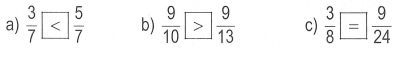 a) 3/7 < 5/7 b) 9/10 > 9/13 c) 3/8 = 9/24